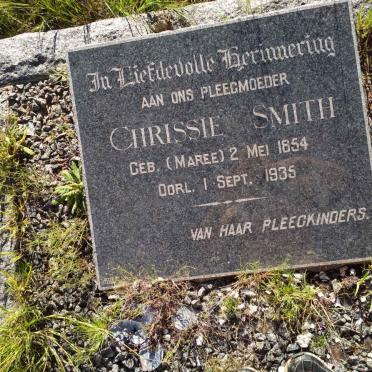 In Liefdevolle Herinnering
AAN ONS PLEEGMOEDER
CHRISSIE SMITH
GEB. (MAREE) 2 MEI 1854
OORL. 1 SEPT. 1935
VAN HAAR PLEEGKINDERS.